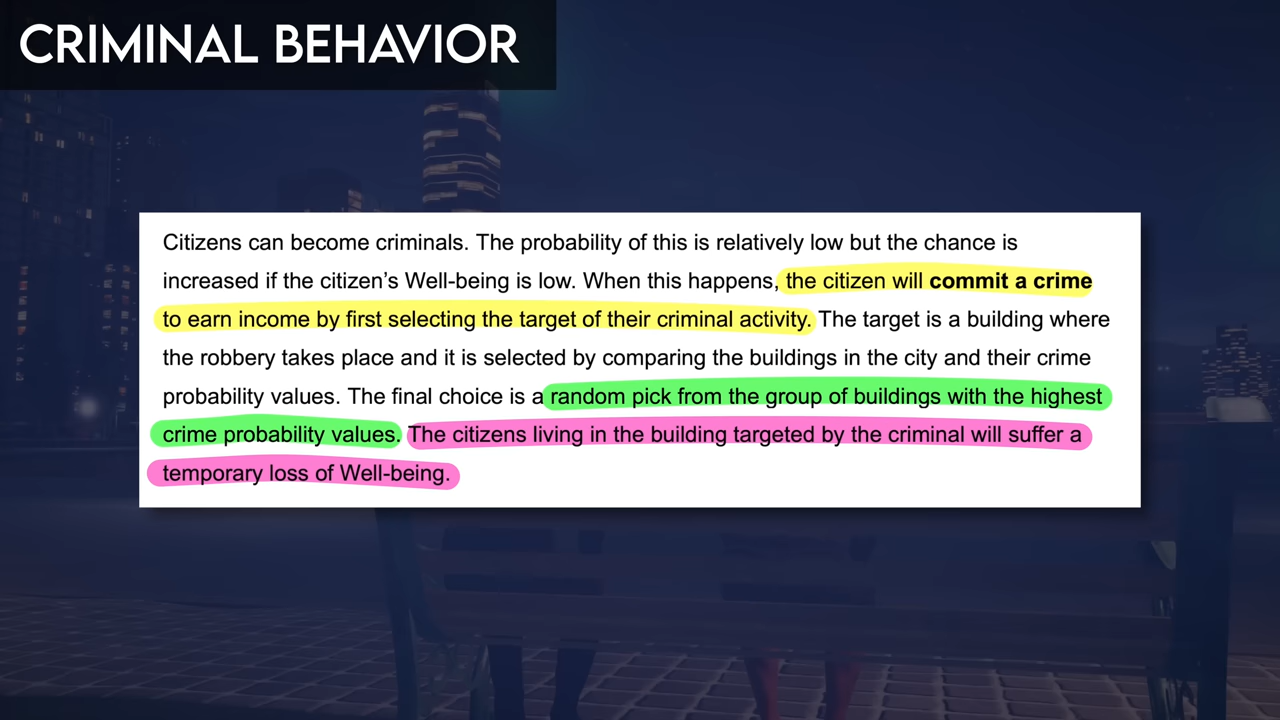 CRIMINAL BEHAVIOR
Citizens can become criminals. The probability of this is relatively low but the chance is
increased if the citizen’s Well-being is low. When this happens, the citizen will commit a crime
to earn income by first selecting the target of their criminal activity. The target is a building where
the robbery takes place and it is selected by comparing the buildings in the city and their crime
probability values. The final choice is a random pick from the group of buildings with the highest
crime probability values. The citizens living in the building targeted by the criminal will suffer a
temporary loss of Well-being.